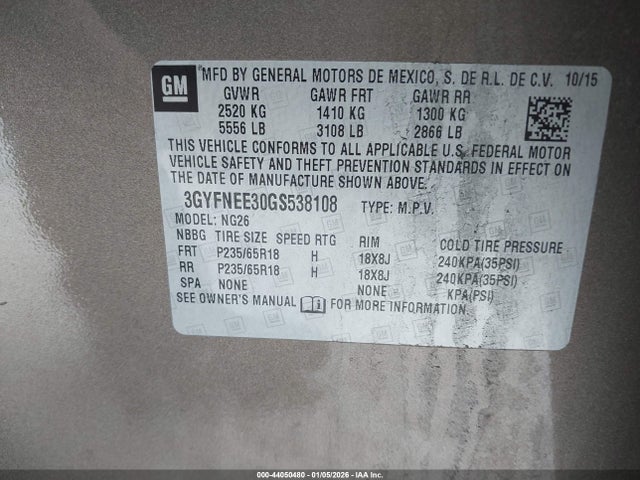 GM
*MFD BY GENERAL MOTORS DE MEXICO, S. DE R.L. DE C.V. 10/15
GVWR GAWR FRT GAWR RR
2520 KG 1410 KG 1300 KG
5556 LB 3108 LB 2866 LB
THIS VEHICLE CONFORMS TO ALL APPLICABLE U.S. FEDERAL MOTOR
VEHICLE SAFETY AND THEFT PREVENTION STANDARDS IN EFFECT ON
THE DATE OF MANUFACTURE SHOWN ABOVE.
3GYFNEE30GS538108 TYPE: M.P.V.
MODEL: NG26
NBBG TIRE SIZE SPEED RTG RIM COLD TIRE PRESSURE
FRT P235/65R18 H 18X8J 240KPA(35PSI)
RR P235/65R18 H 18X8J 240KPA(35PSI)
SPA NONE NONE KPA(PSI)
SEE OWNER'S MANUAL FOR MORE INFORMATION.
000-44050480 - 01/05/2026 - IAA Inc.